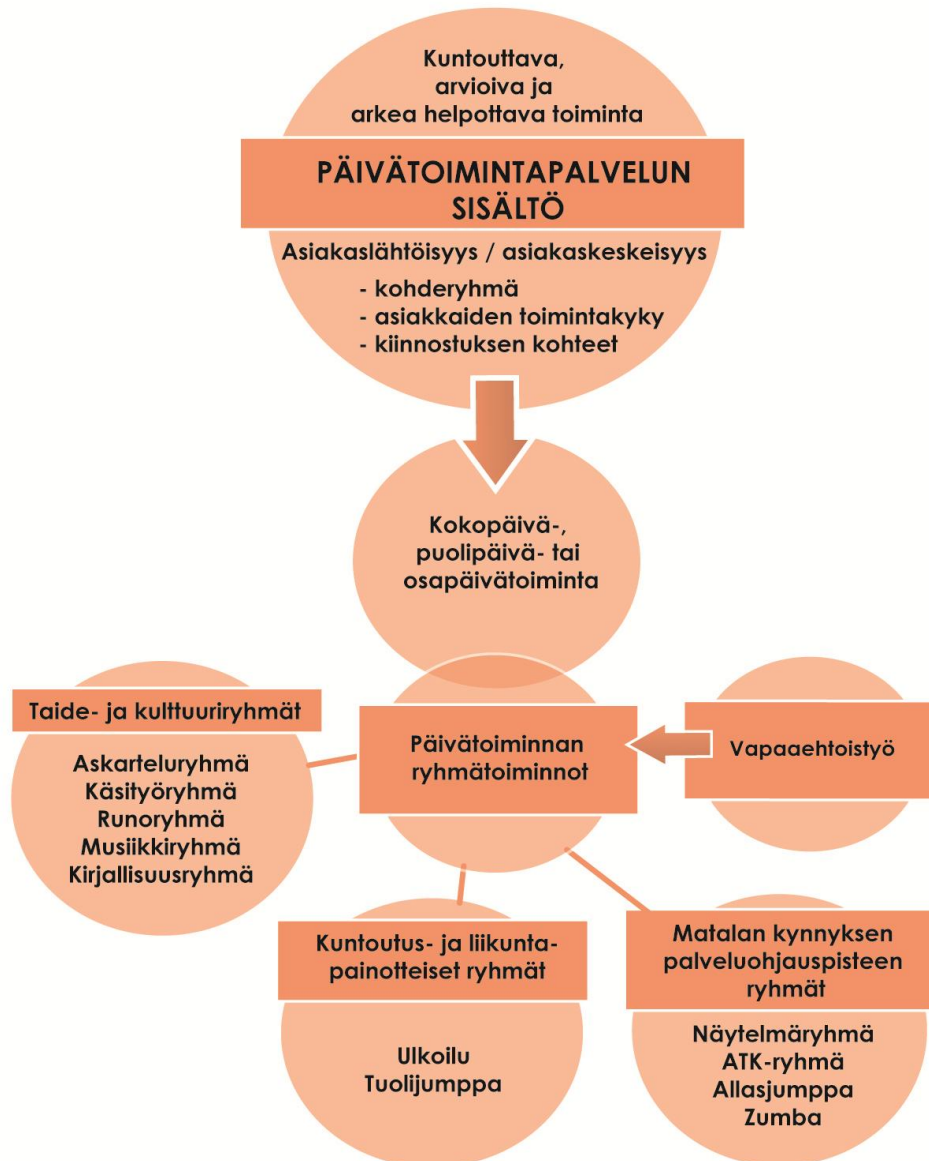 Kuntouttava,
arvioiva ja
arkea helpottava toiminta
PÄIVÄTOIMINTAPALVELUN
SISÄLTÖ
Asiakaslähtöisyys / asiakaskeskeisyys
- kohderyhmä
- asiakkaiden toimintakyky
- kiinnostuksen kohteet
Kokopäivä-,
puolipäivä- tai
osapäivätoiminta
Taide- ja kulttuuriryhmät
Askarteluryhmä
Käsityöryhmä
Runoryhmä
Musiikkiryhmä
Kirjallisuusryhmä
Päivätoiminnan
ryhmätoiminnot
Vapaaehtoistyö
Kuntoutus- ja liikunta-
painotteiset ryhmät
Ulkoilu
Tuolijumppa
Matalan kynnyksen
palveluohjauspisteen
ryhmät
Näytelmäryhmä
ATK-ryhmä
Allasjumppa
Zumba